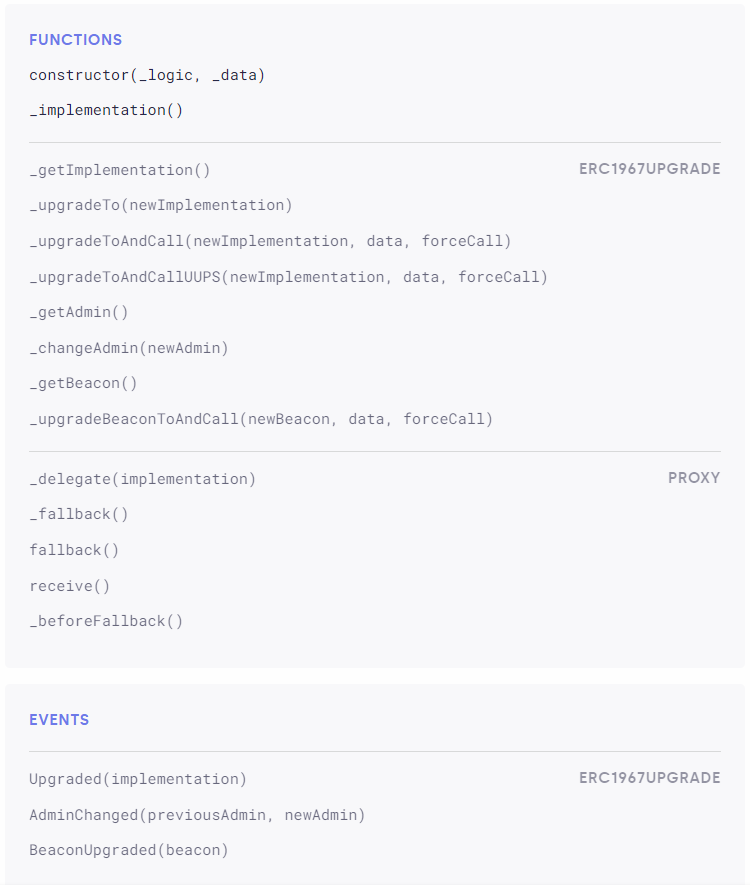 FUNCTIONS
constructor(_logic, _data)
_implementation()
_getImplementation() ERC1967UPGRADE
_upgradeTo(newImplementation)
_upgradeToAndCall(newImplementation, data, forceCall)
_upgradeToAndCallUUPS(newImplementation, data, forceCall)
_getAdmin()
_changeAdmin(newAdmin)
_getBeacon()
_upgradeBeaconToAndCall(newBeacon, data, forceCall)
_delegate(implementation) PROXY
_fallback()
fallback()
receive()
_beforeFallback()
EVENTS
Upgraded(implementation) ERC1967UPGRADE
AdminChanged(previousAdmin, newAdmin)
BeaconUpgraded(beacon)